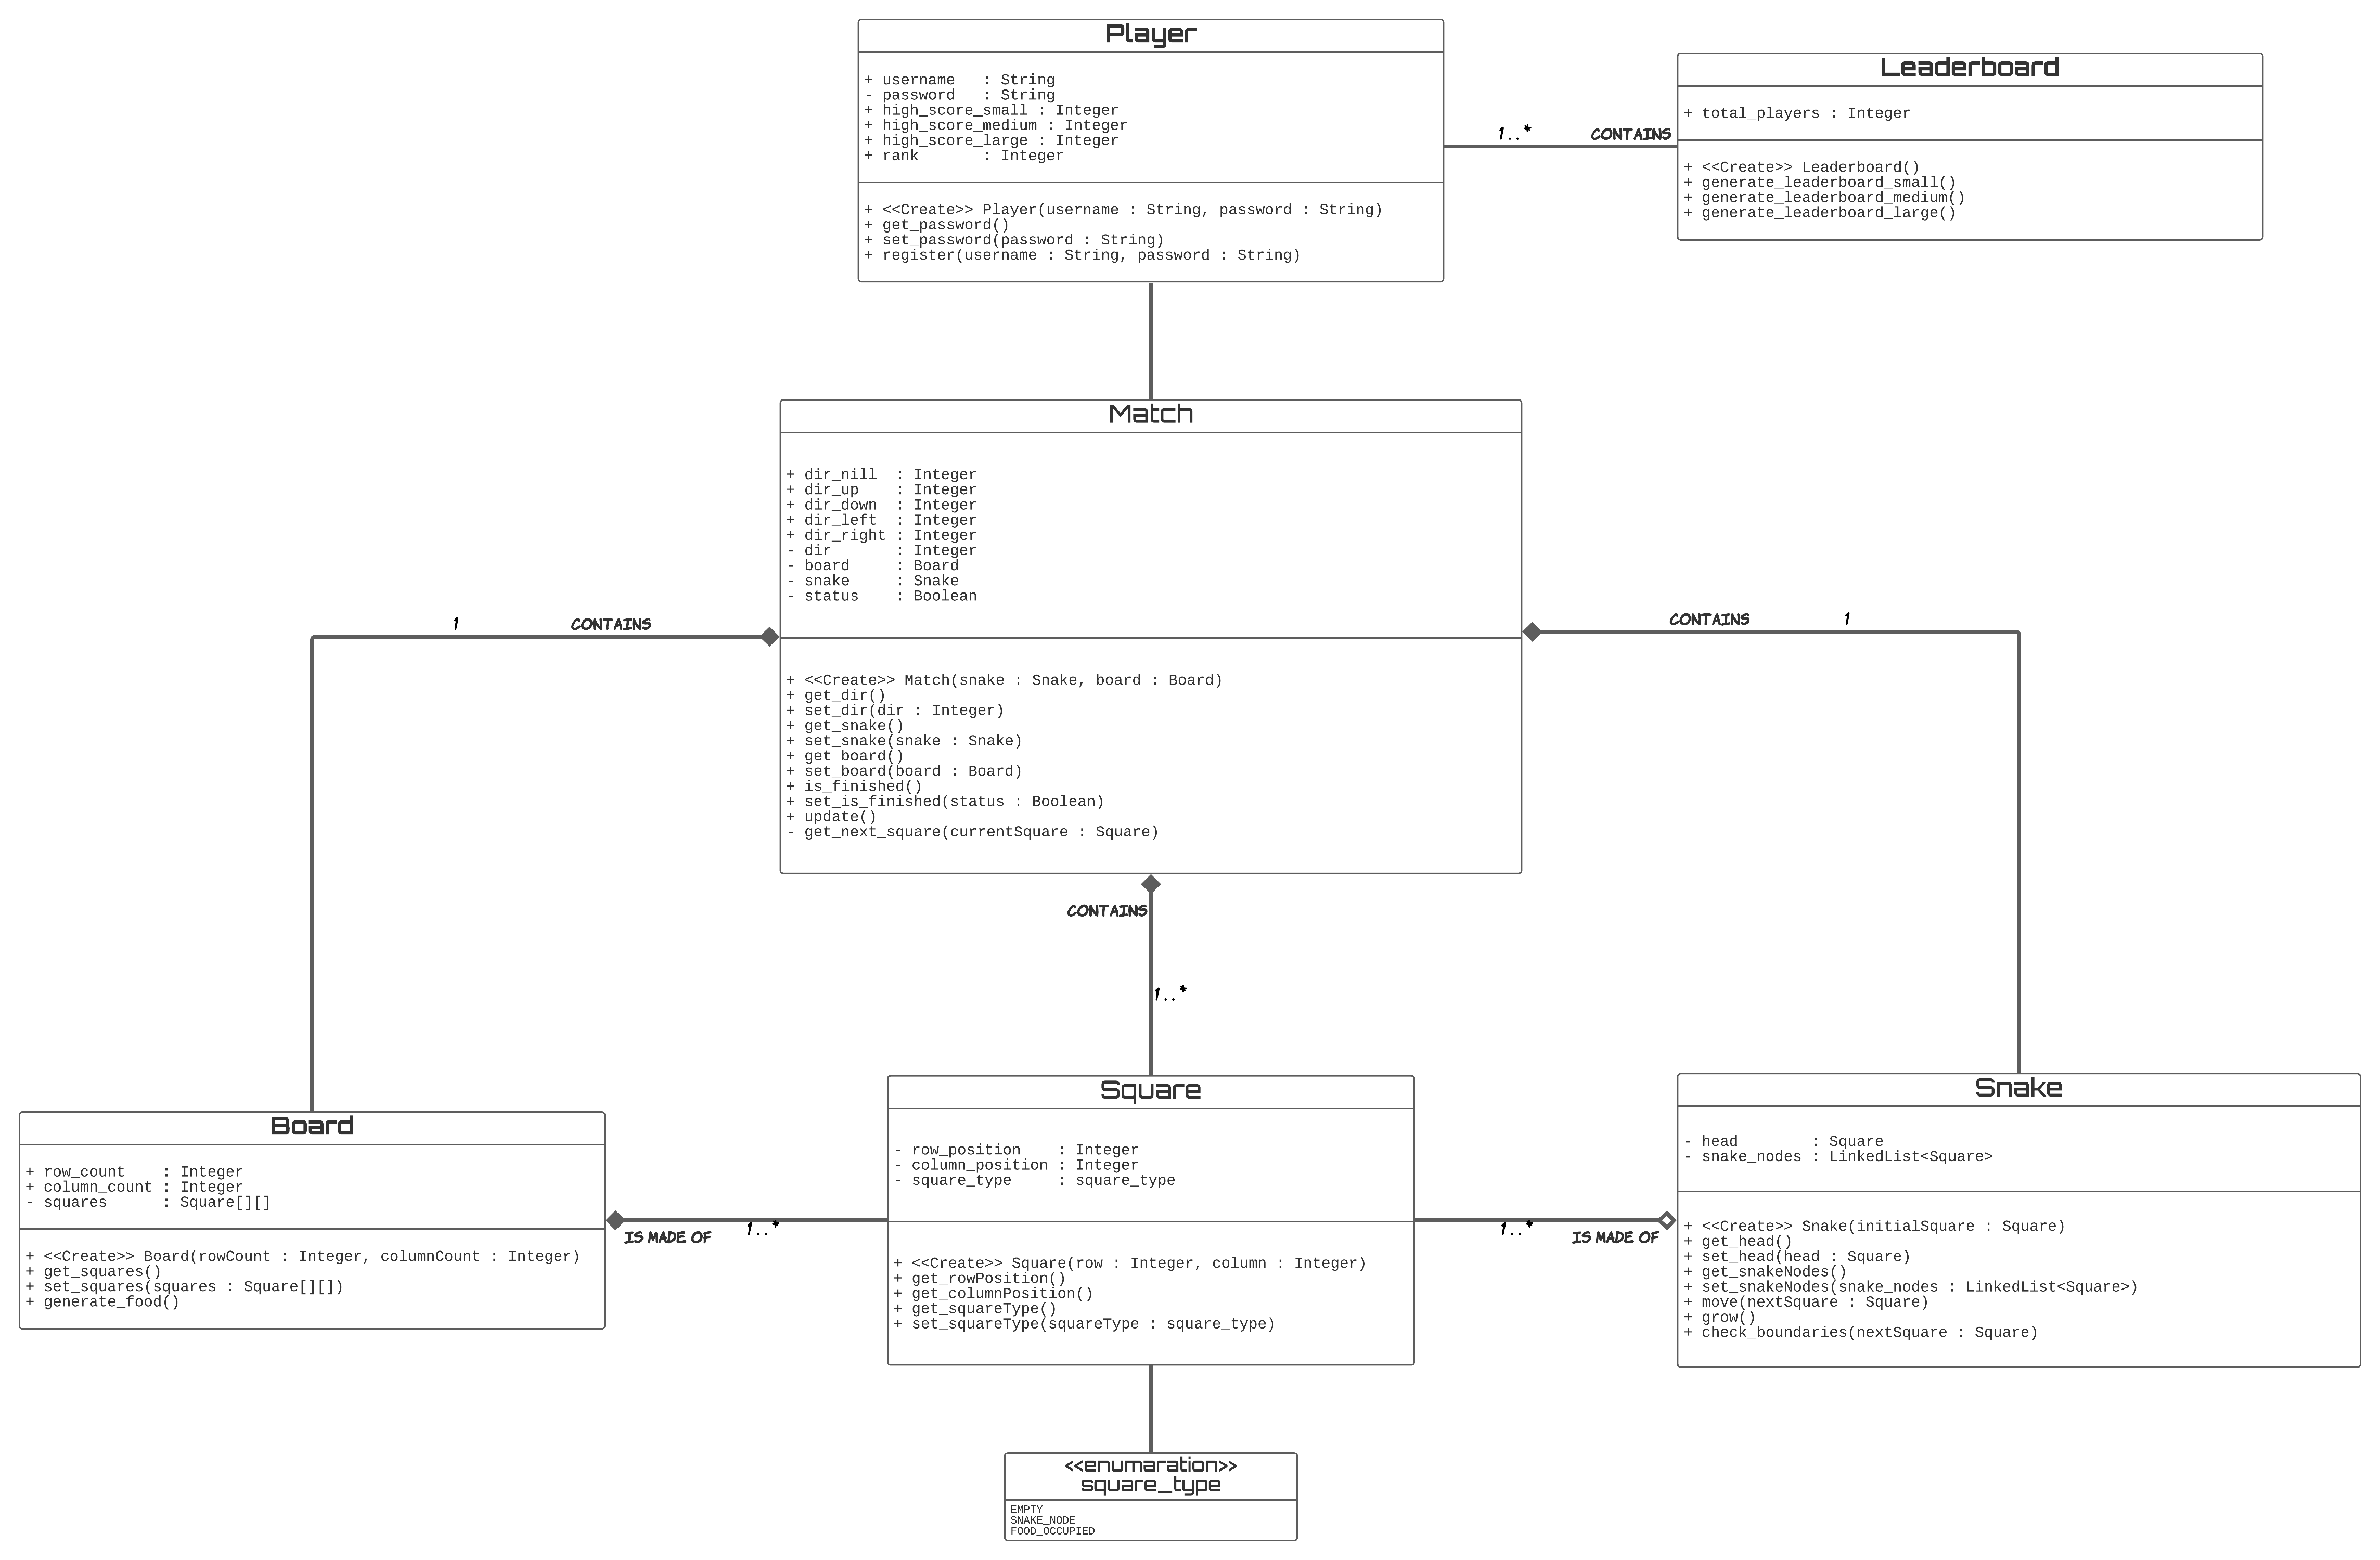 Player
+ username   : String
- password   : String
+ high_score_small : Integer
+ high_score_medium : Integer
+ high_score_large : Integer
+ rank       : Integer
+ <<Create>> Player(username : String, password : String)
+ get_password()
+ set_password(password : String)
+ register(username : String, password : String)
1..*
CONTAINS
Leaderboard
+ total_players : Integer
+ <<Create>> Leaderboard()
+ generate_leaderboard_small()
+ generate_leaderboard_medium()
+ generate_leaderboard_large()
Match
+ dir_nill  : Integer
+ dir_up    : Integer
+ dir_down  : Integer
+ dir_left  : Integer
+ dir_right : Integer
- dir       : Integer
- board     : Board
- snake     : Snake
- status    : Boolean
+ <<Create>> Match(snake : Snake, board : Board)
+ get_dir()
+ set_dir(dir : Integer)
+ get_snake()
+ set_snake(snake : Snake)
+ get_board()
+ set_board(board : Board)
+ is_finished()
+ set_is_finished(status : Boolean)
+ update()
- get_next_square(currentSquare : Square)
1
CONTAINS
CONTAINS
1
CONTAINS
1..*
Board
+ row_count    : Integer
+ column_count : Integer
- squares      : Square[][]
+ <<Create>> Board(rowCount : Integer, columnCount : Integer)
+ get_squares()
+ set_squares(squares : Square[][])
+ generate_food()
IS MADE OF
1..*
Square
- row_position    : Integer
- column_position : Integer
- square_type     : square_type
+ <<Create>> Square(row : Integer, column : Integer)
+ get_rowPosition()
+ get_columnPosition()
+ get_squareType()
+ set_squareType(squareType : square_type)
1..*
IS MADE OF
Snake
- head        : Square
- snake_nodes : LinkedList<Square>
+ <<Create>> Snake(initialSquare : Square)
+ get_head()
+ set_head(head : Square)
+ get_snakeNodes()
+ set_snakeNodes(snake_nodes : LinkedList<Square>)
+ move(nextSquare : Square)
+ grow()
+ check_boundaries(nextSquare : Square)
<<enumaration>>
square_type
EMPTY
SNAKE_NODE
FOOD_OCCUPIED